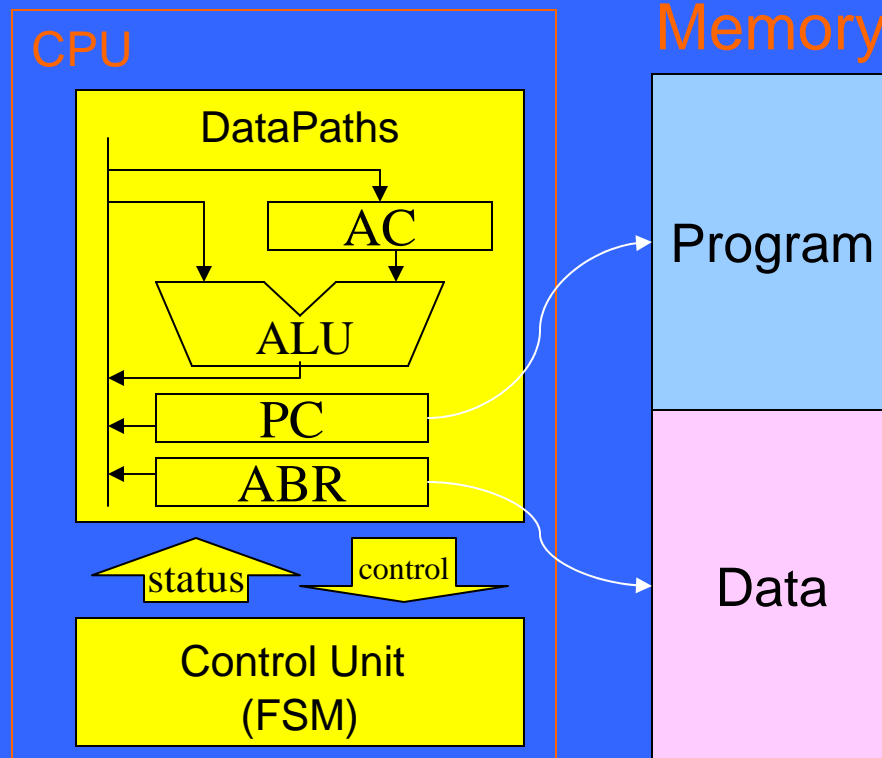 CPU
Memory
DataPaths
AC
ALU
PC
ABR
Program
Data
status
control
Control Unit
(FSM)